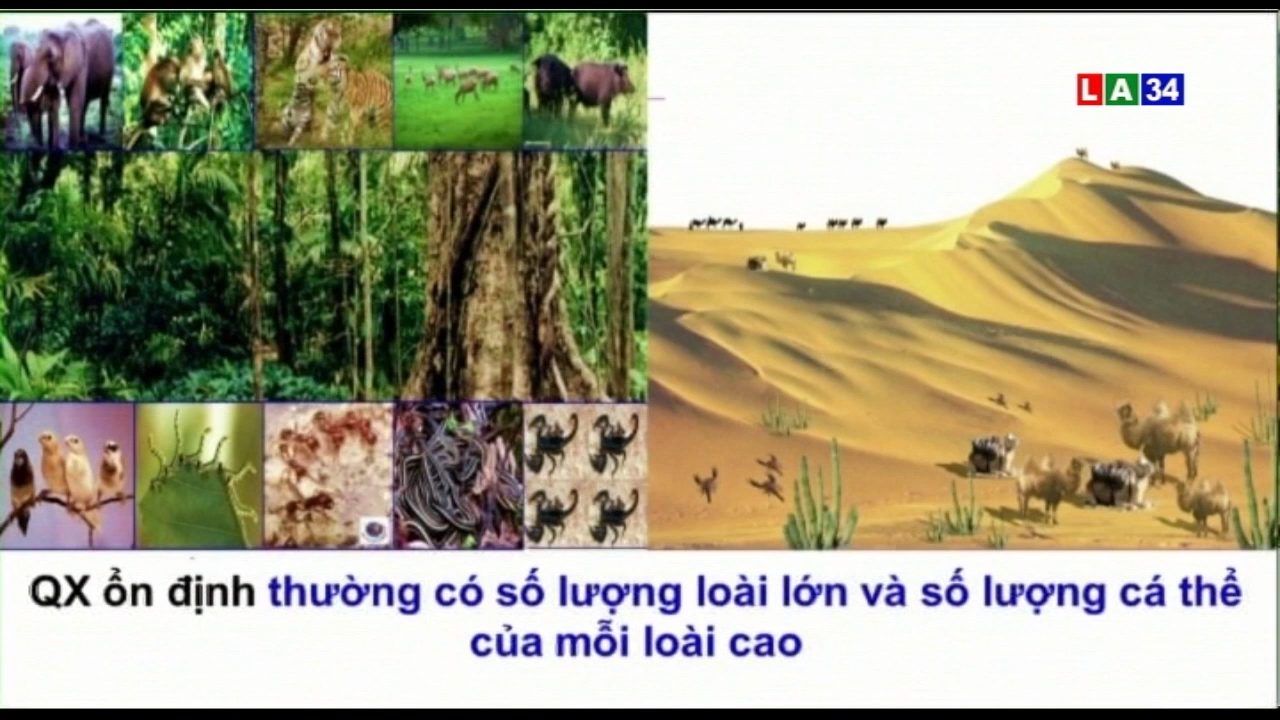 LA34
QX ổn định thường có số lượng loài lớn và số lượng cá thể
của mỗi loài cao